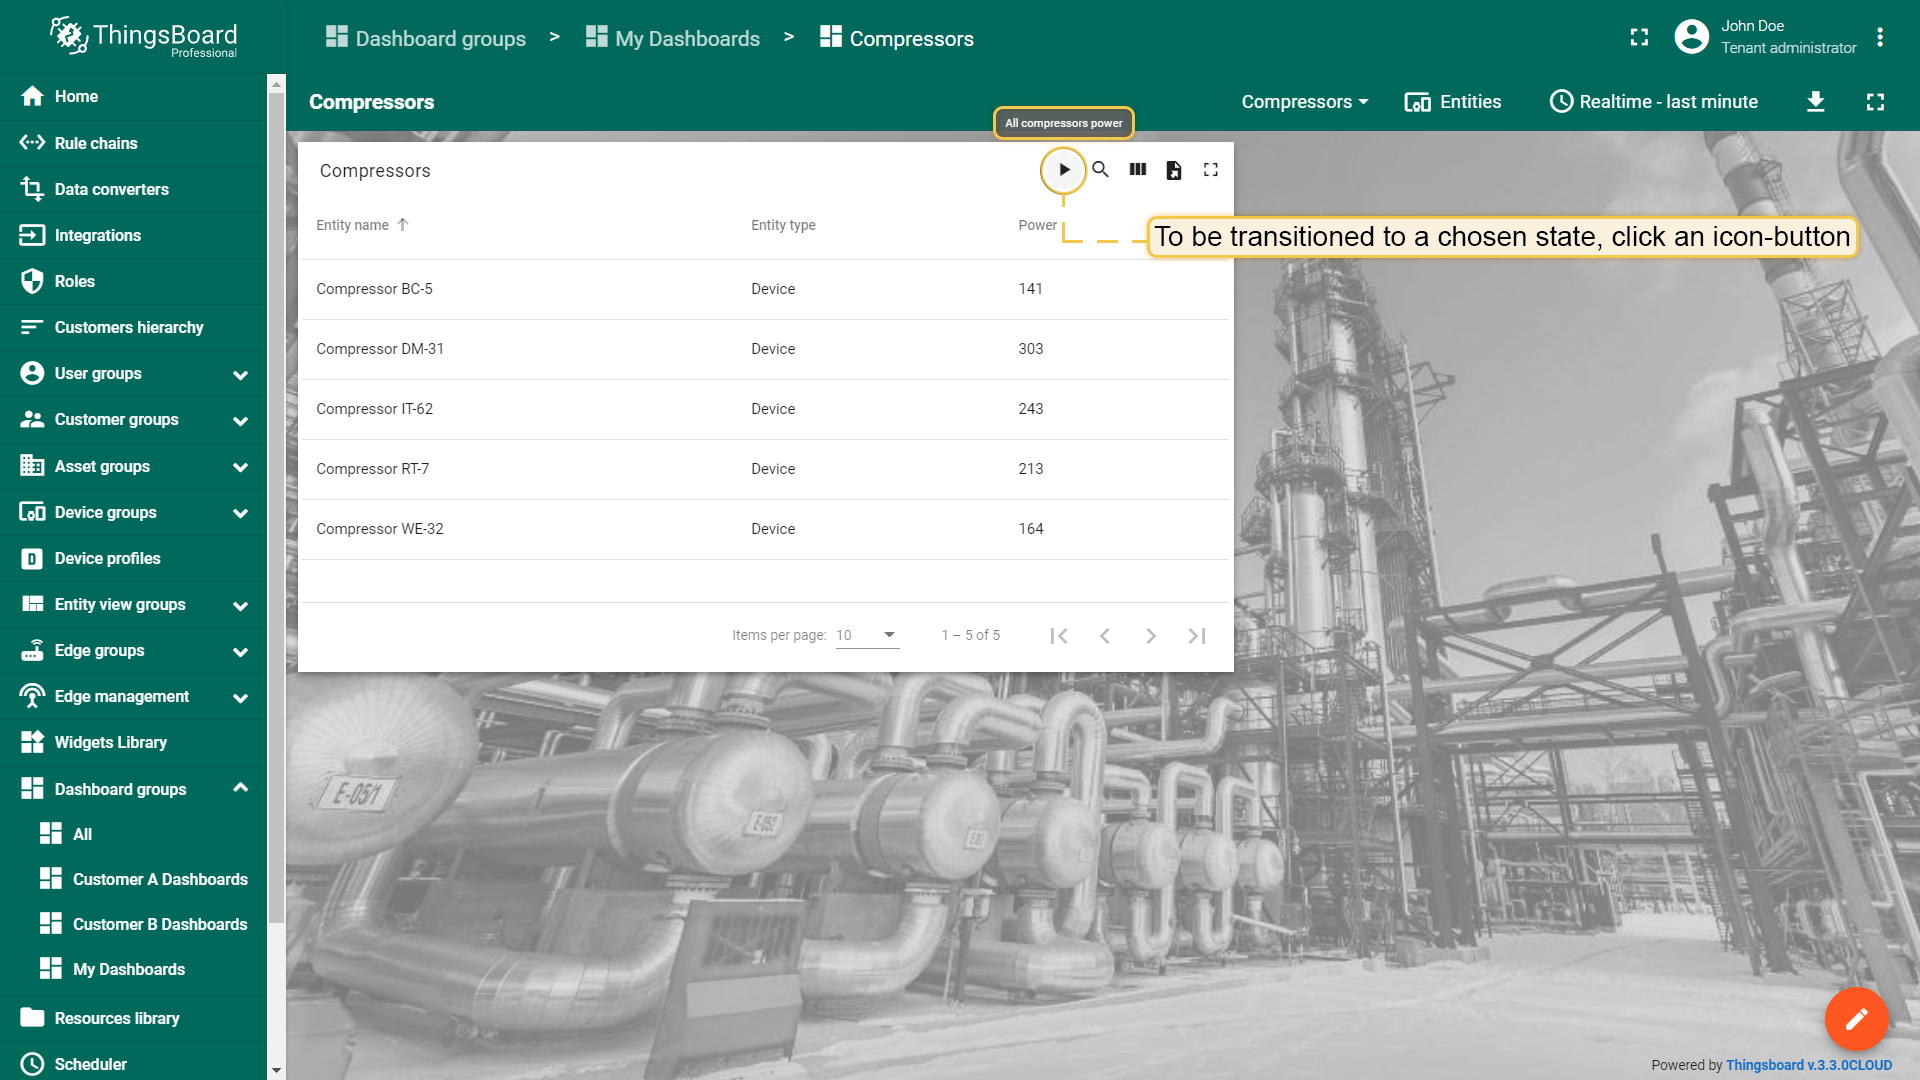 ThingsBoard
Professional
Dashboard groups > My Dashboards > Compressors
John Doe
Tenant administrator
Home
Rule chains
Data converters
Integrations
Roles
Customers hierarchy
User groups
Customer groups
Asset groups
Device groups
Device profiles
Entity view groups
Edge groups
Edge management
Widgets Library
Dashboard groups
All
Customer A Dashboards
Customer B Dashboards
My Dashboards
Resources library
Scheduler
Compressors
Compressors Entities Realtime - last minute
All compressors power
Compressors
To be transitioned to a chosen state, click an icon-button
Entity name Entity type Power
Compressor BC-5 Device 141
Compressor DM-31 Device 303
Compressor IT-62 Device 243
Compressor RT-7 Device 213
Compressor WE-32 Device 164
Items per page: 10 1 – 5 of 5
E-05/1
Powered by Thingsboard v.3.3.0CLOUD